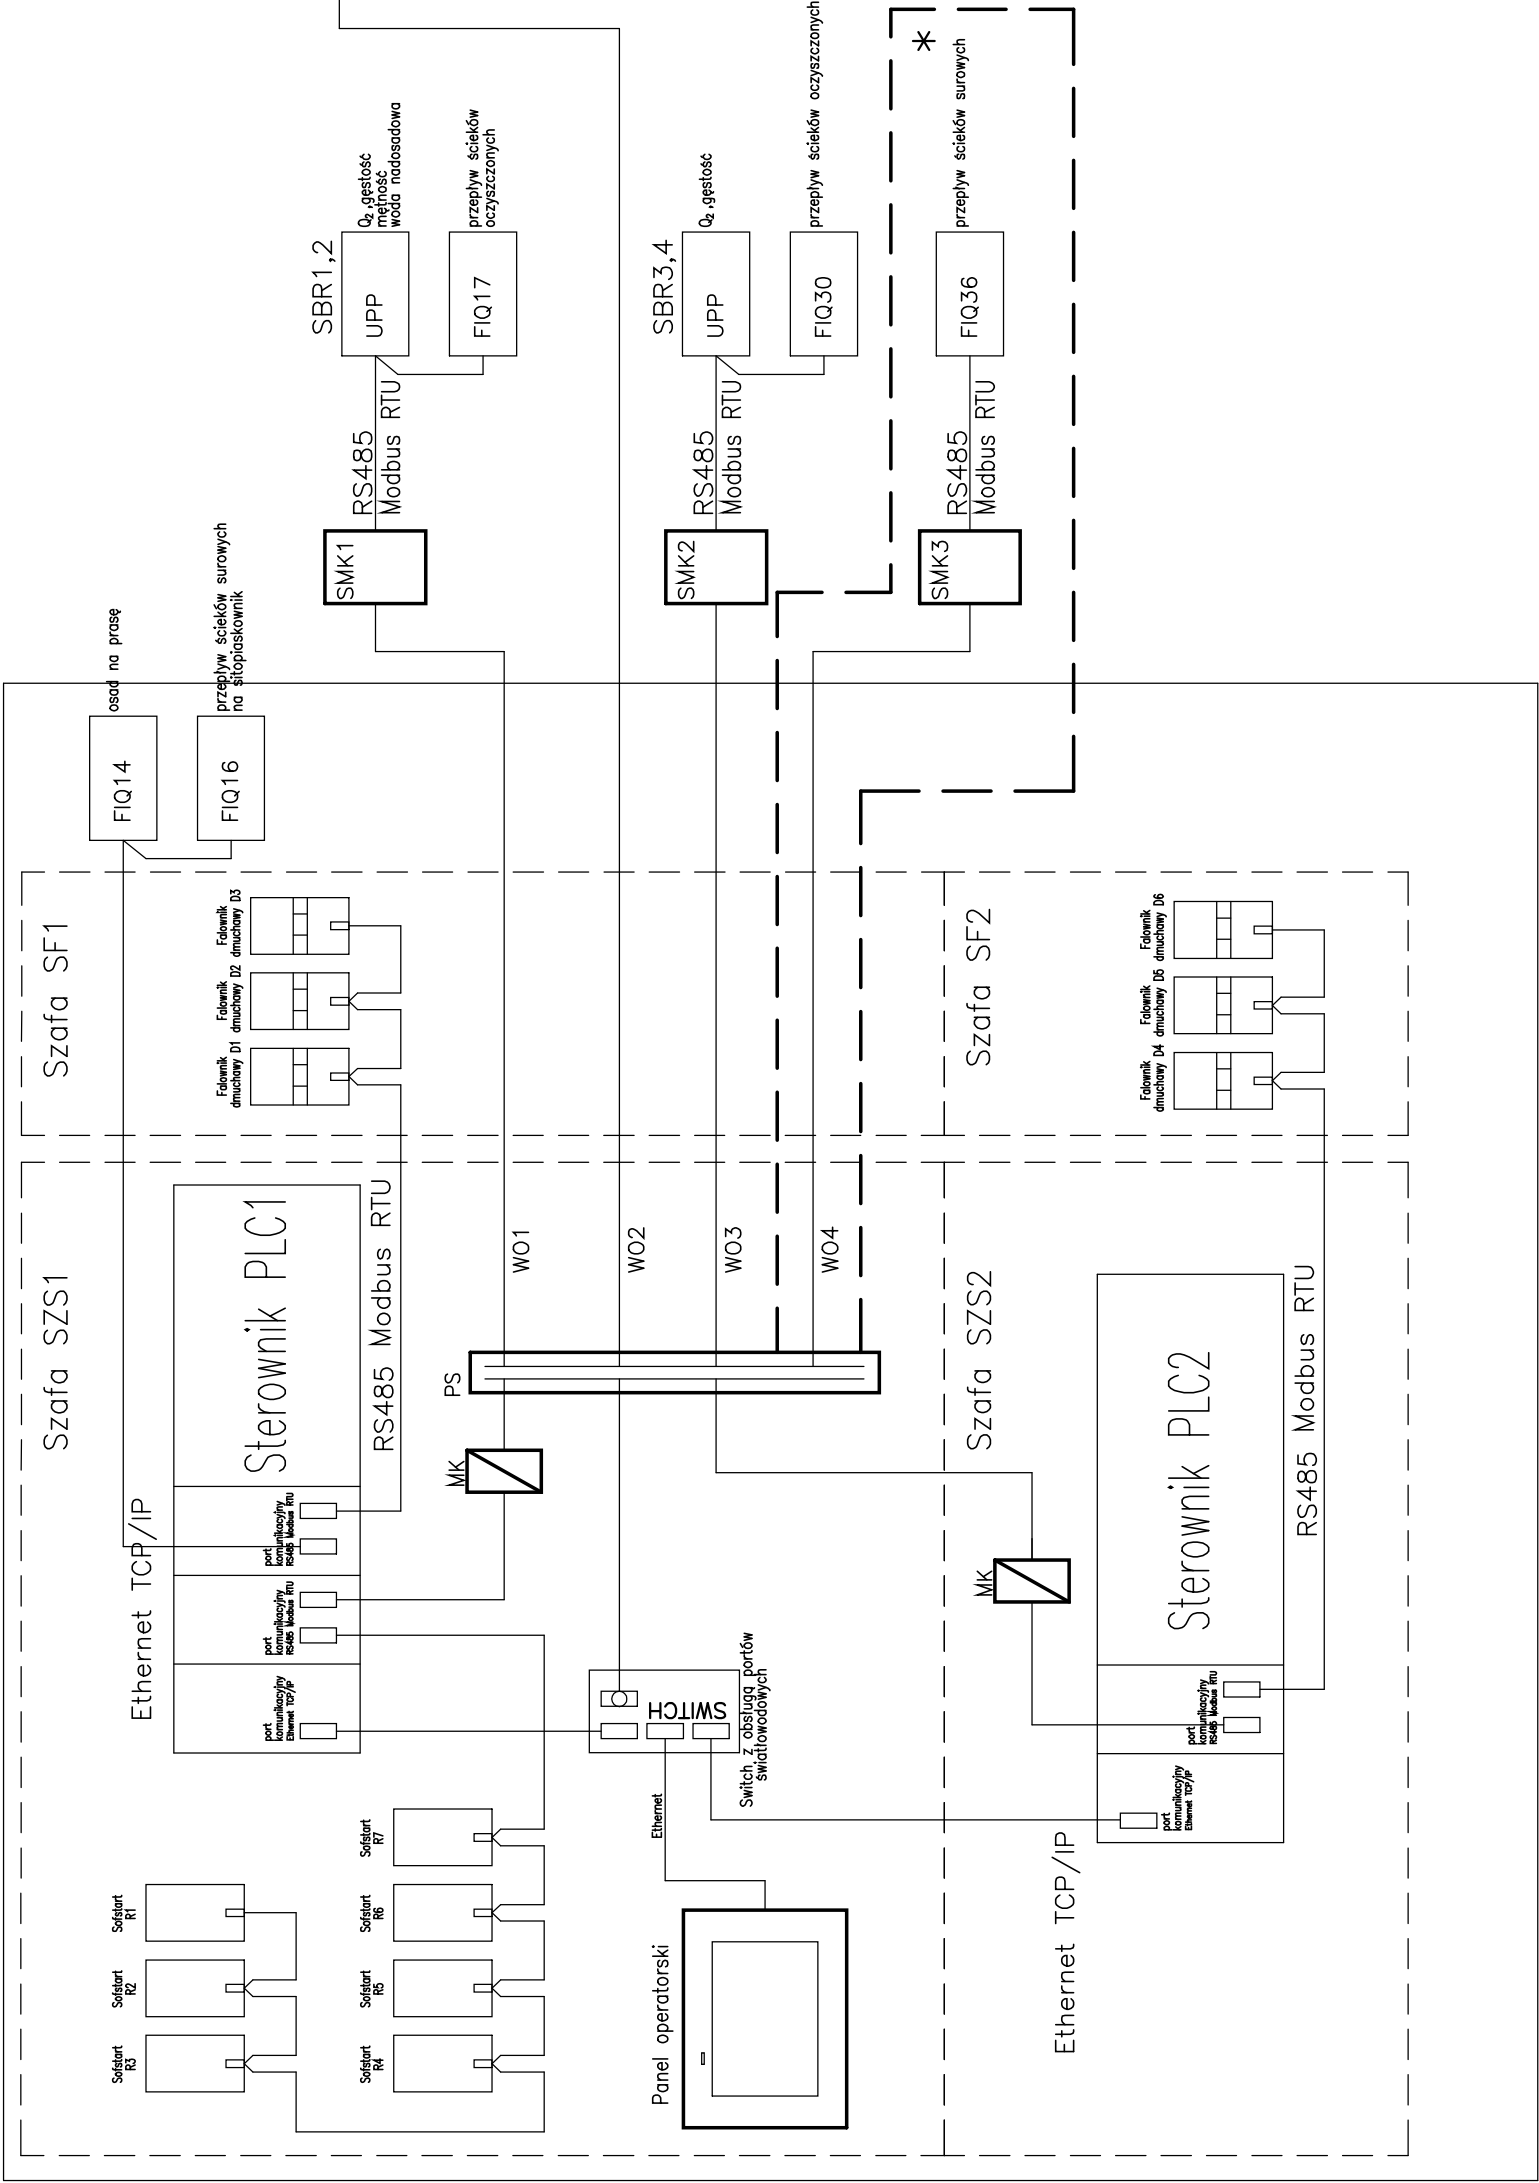 *
przepływ ścieków oczyszczonych
przepływ ścieków surowych
SBR1,2
Q2 ,gęstość
mętność
woda nadosadowa
UPP
przepływ ścieków
oczyszczonych
FIQ17
SBR3,4
Q2 ,gęstość
UPP
FIQ30
FIQ36
RS485
Modbus RTU
RS485
Modbus RTU
RS485
Modbus RTU
SMK1
SMK2
SMK3
osad na prasę
przepływ ścieków surowych
na sitopiaskownik
FIQ14
FIQ16
Szafa SF1
Falownik
dmuchawy D3
Falownik
dmuchawy D2
Falownik
dmuchawy D1
Szafa SF2
Falownik
dmuchawy D6
Falownik
dmuchawy D5
Falownik
dmuchawy D4
Szafa SZS1
Sterownik PLC1
RS485 Modbus RTU
WO1
WO2
WO3
WO4
PS
MK
Ethernet TCP/IP
port
komunikacyjny
RS485 Modbus RTU
port
komunikacyjny
RS485 Modbus RTU
port
komunikacyjny
Ethernet TCP/IP
Szafa SZS2
Sterownik PLC2
RS485 Modbus RTU
MK
port
komunikacyjny
RS485 Modbus RTU
port
komunikacyjny
Ethernet TCP/IP
Ethernet TCP/IP
SWITCH
Switch z obsługą portów
światłowodowych
Ethernet
Panel operatorski
Sofstart
R1
Sofstart
R2
Sofstart
R3
Sofstart
R7
Sofstart
R6
Sofstart
R5
Sofstart
R4